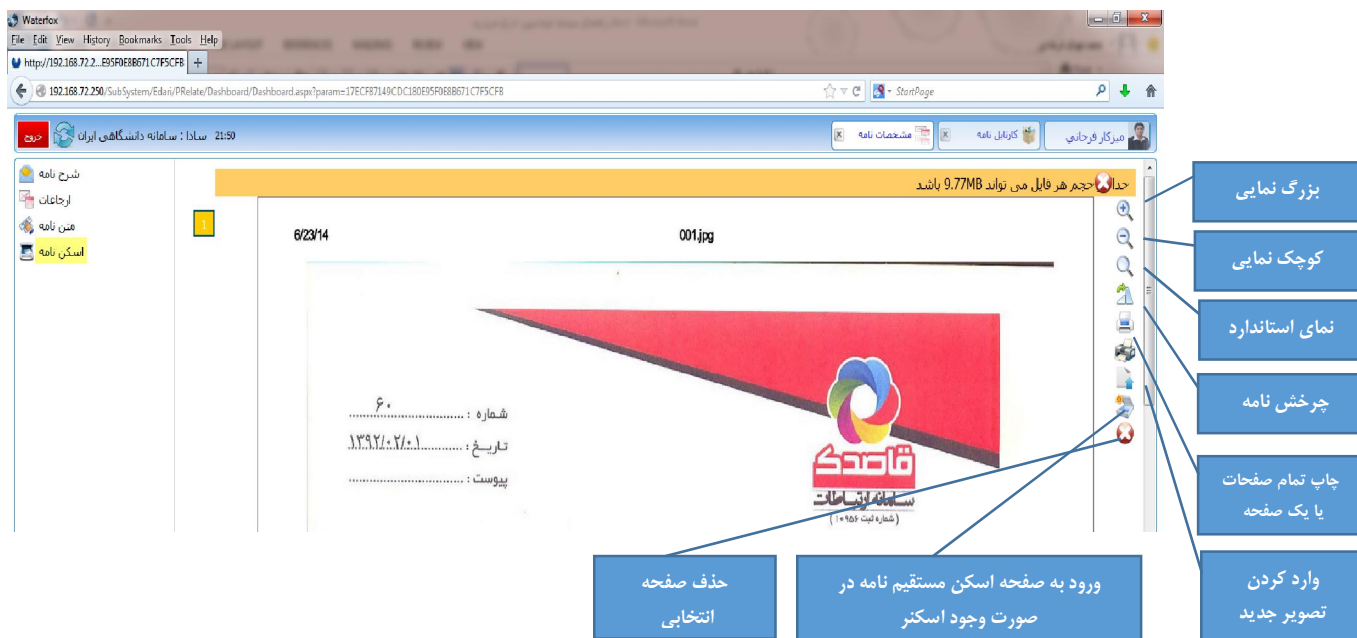 Waterfox
File Edit View History Bookmarks Tools Help
http://192.168.72.2...E95F0E8B671C7F5CFB +
192.168.72.250/SubSystem/Edari/PRelate/Dashboard/Dashboard.aspx?param=17ECF87149CDC180E95F0E8B671C7F5CFB
StartPage
میزکار فرحانی
کارتابل نامه
مشخصات نامه
21:50 سادا : سامانه دانشگاهی ایران
خروج
شرح نامه
ارجاعات
متن نامه
اسکن نامه
حجم هر فایل می تواند 9.77MB باشد
1
6/23/14
001.jpg
شماره : ۶۰
تاریخ : ۱۳۹۲/۰۲/۰۱
پیوست :
قاصدک
سامانه ارتباطات
(شماره ثبت ۱۰۹۵۶)
بزرگ نمایی
کوچک نمایی
نمای استاندارد
چرخش نامه
چاپ تمام صفحات
یا یک صفحه
وارد کردن
تصویر جدید
ورود به صفحه اسکن مستقیم نامه در
صورت وجود اسکنر
حذف صفحه
انتخابی